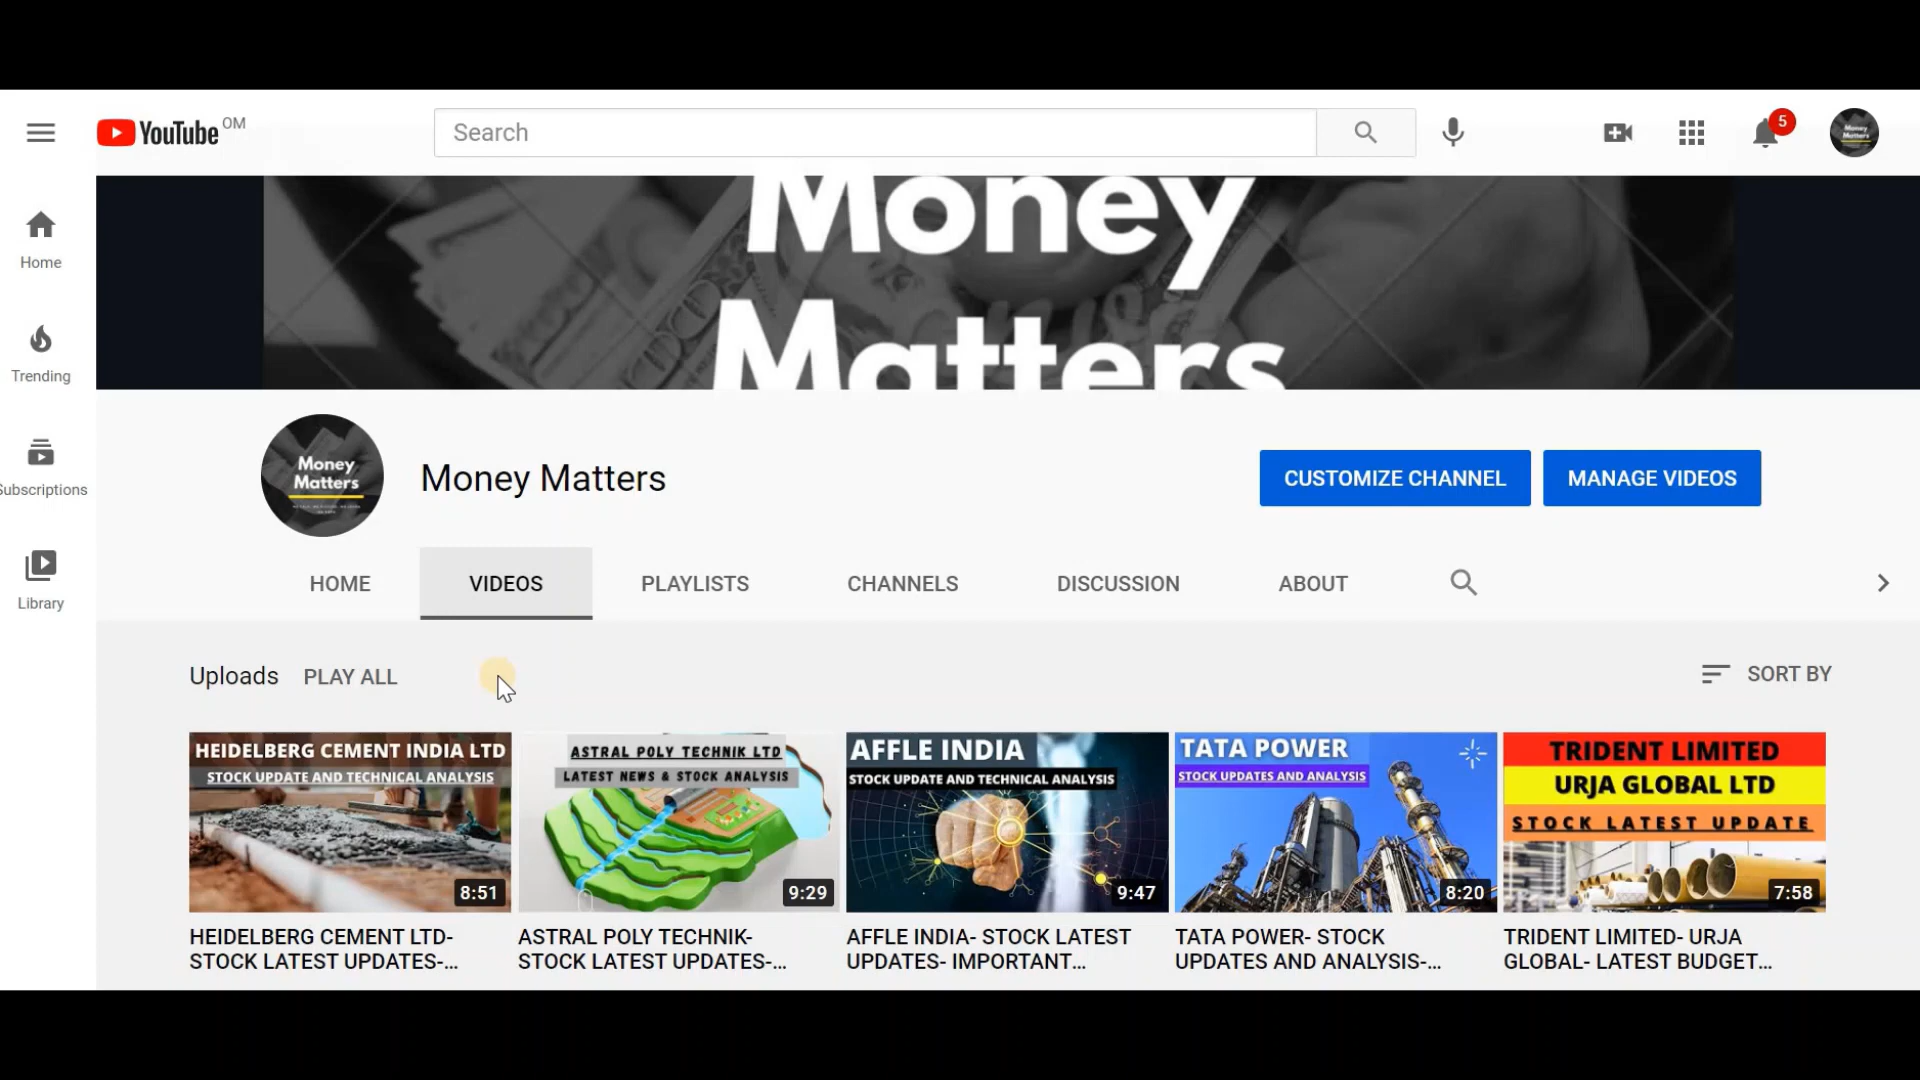 YouTube OM
Search
5
Money
Matters
Home
Trending
Subscriptions
Library
Money
Matters
Money Matters
CUSTOMIZE CHANNEL
MANAGE VIDEOS
HOME
VIDEOS
PLAYLISTS
CHANNELS
DISCUSSION
ABOUT
Uploads
PLAY ALL
SORT BY
HEIDELBERG CEMENT INDIA LTD
STOCK UPDATE AND TECHNICAL ANALYSIS
8:51
HEIDELBERG CEMENT LTD-
STOCK LATEST UPDATES-...
ASTRAL POLY TECHNIK LTD
LATEST NEWS & STOCK ANALYSIS
9:29
ASTRAL POLY TECHNIK-
STOCK LATEST UPDATES-...
AFFLE INDIA
STOCK UPDATE AND TECHNICAL ANALYSIS
9:47
AFFLE INDIA- STOCK LATEST
UPDATES- IMPORTANT...
TATA POWER
STOCK UPDATES AND ANALYSIS
8:20
TATA POWER- STOCK
UPDATES AND ANALYSIS-...
TRIDENT LIMITED
URJA GLOBAL LTD
STOCK LATEST UPDATE
7:58
TRIDENT LIMITED- URJA
GLOBAL- LATEST BUDGET...